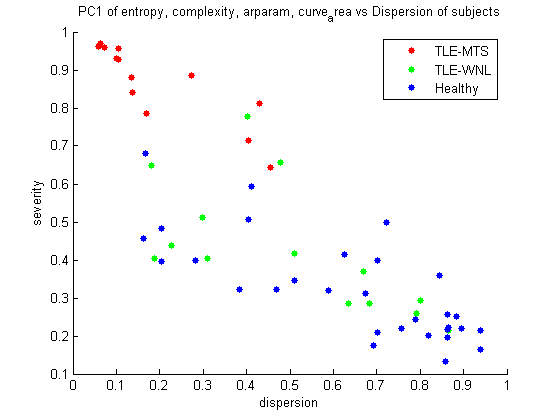 PC1 of entropy, complexity, arparam, curve_area vs Dispersion of subjects
1
TLE-MTS
0.9
TLE-WNL
Healthy
0.8
0.7
0.6
severity
0.5
0.4
0.3
0.2
0.1
0 0.1 0.2 0.3 0.4 0.5 0.6 0.7 0.8 0.9 1
dispersion